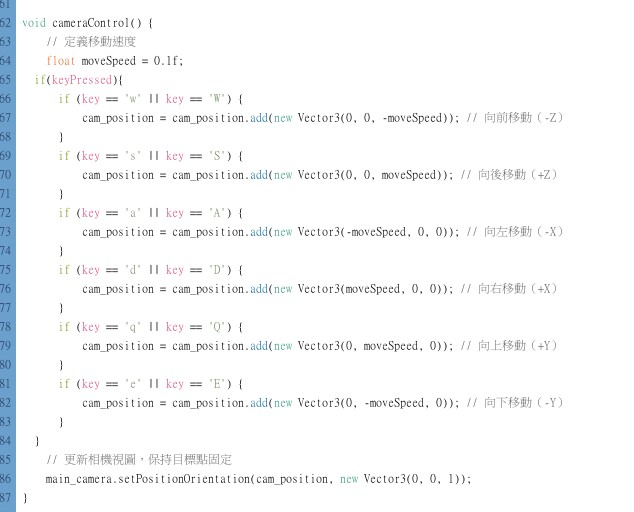 61
62 void cameraControl() {
63     // 定義移動速度
64     float moveSpeed = 0.1f;
65   if(keyPressed){
66       if (key == 'w' || key == 'W') {
67           cam_position = cam_position.add(new Vector3(0, 0, -moveSpeed)); // 向前移動（-Z）
68       }
69       if (key == 's' || key == 'S') {
70           cam_position = cam_position.add(new Vector3(0, 0, moveSpeed)); // 向後移動（+Z）
71       }
72       if (key == 'a' || key == 'A') {
73           cam_position = cam_position.add(new Vector3(-moveSpeed, 0, 0)); // 向左移動（-X）
74       }
75       if (key == 'd' || key == 'D') {
76           cam_position = cam_position.add(new Vector3(moveSpeed, 0, 0)); // 向右移動（+X）
77       }
78       if (key == 'q' || key == 'Q') {
79           cam_position = cam_position.add(new Vector3(0, moveSpeed, 0)); // 向上移動（+Y）
80       }
81       if (key == 'e' || key == 'E') {
82           cam_position = cam_position.add(new Vector3(0, -moveSpeed, 0)); // 向下移動（-Y）
83       }
84   }
85     // 更新相機視圖，保持目標點固定
86     main_camera.setPositionOrientation(cam_position, new Vector3(0, 0, 1));
87 }